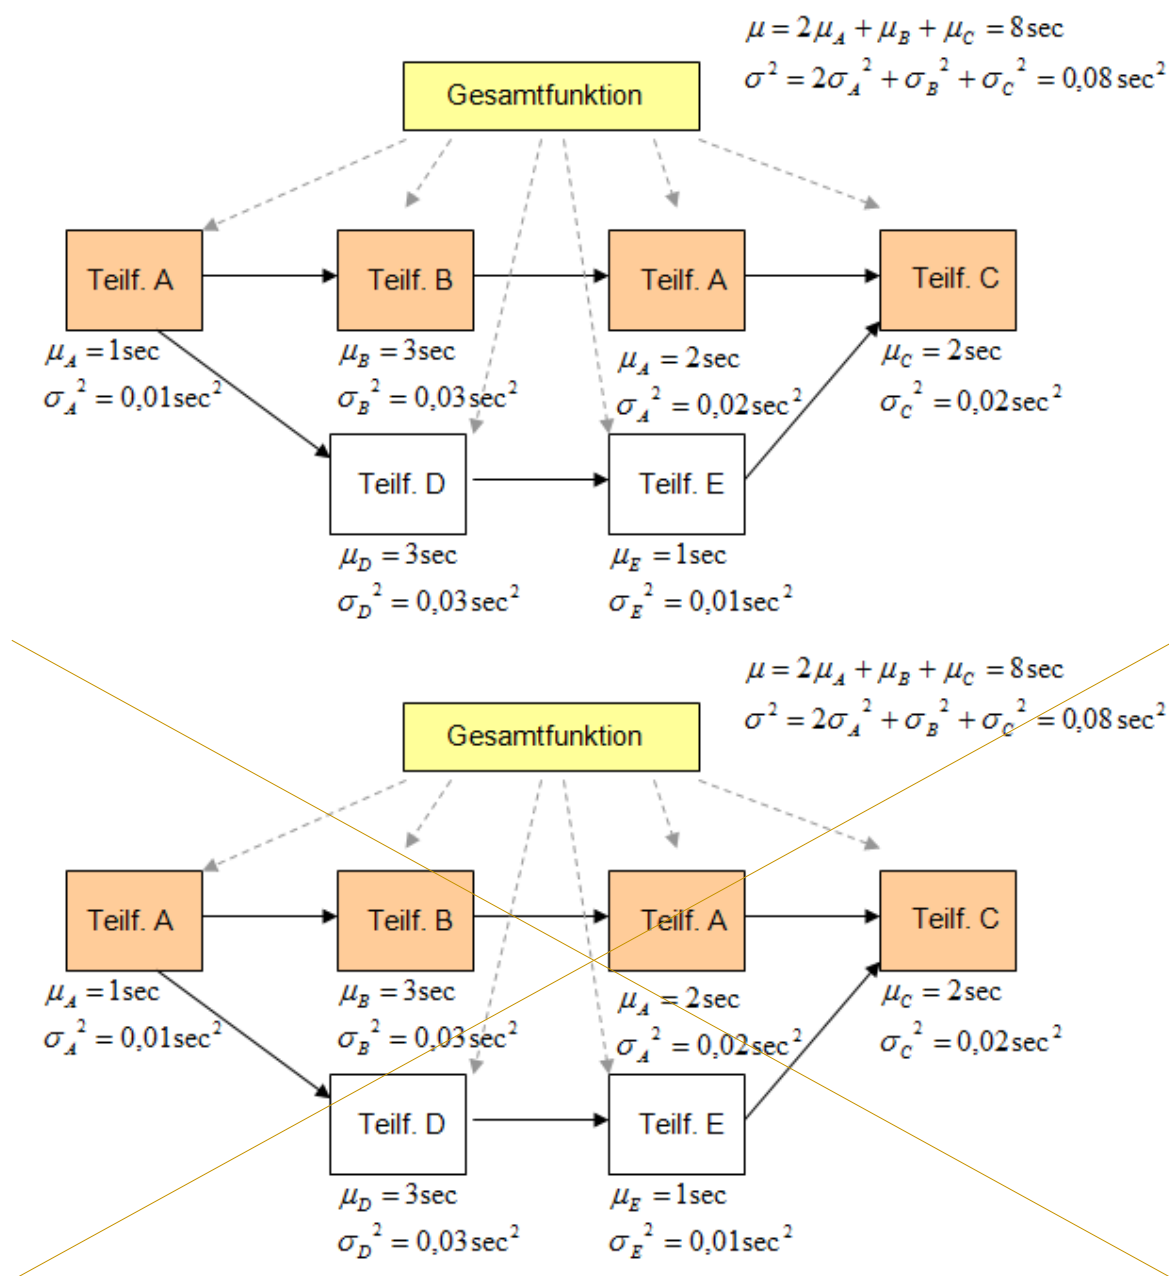 μ = 2μ_A + μ_B + μ_C = 8sec
σ² = 2σ_A² + σ_B² + σ_C² = 0,08 sec²
Gesamtfunktion
Teilf. A
Teilf. B
Teilf. A
Teilf. C
μ_A = 1sec
σ_A² = 0,01sec²
μ_B = 3sec
σ_B² = 0,03sec²
μ_A = 2sec
σ_A² = 0,02sec²
μ_C = 2sec
σ_C² = 0,02sec²
Teilf. D
Teilf. E
μ_D = 3sec
σ_D² = 0,03sec²
μ_E = 1sec
σ_E² = 0,01sec²
μ = 2μ_A + μ_B + μ_C = 8sec
σ² = 2σ_A² + σ_B² + σ_C² = 0,08 sec²
Gesamtfunktion
Teilf. A
Teilf. B
Teilf. A
Teilf. C
μ_A = 1sec
σ_A² = 0,01sec²
μ_B = 3sec
σ_B² = 0,03sec²
μ_A = 2sec
σ_A² = 0,02sec²
μ_C = 2sec
σ_C² = 0,02sec²
Teilf. D
Teilf. E
μ_D = 3sec
σ_D² = 0,03sec²
μ_E = 1sec
σ_E² = 0,01sec²